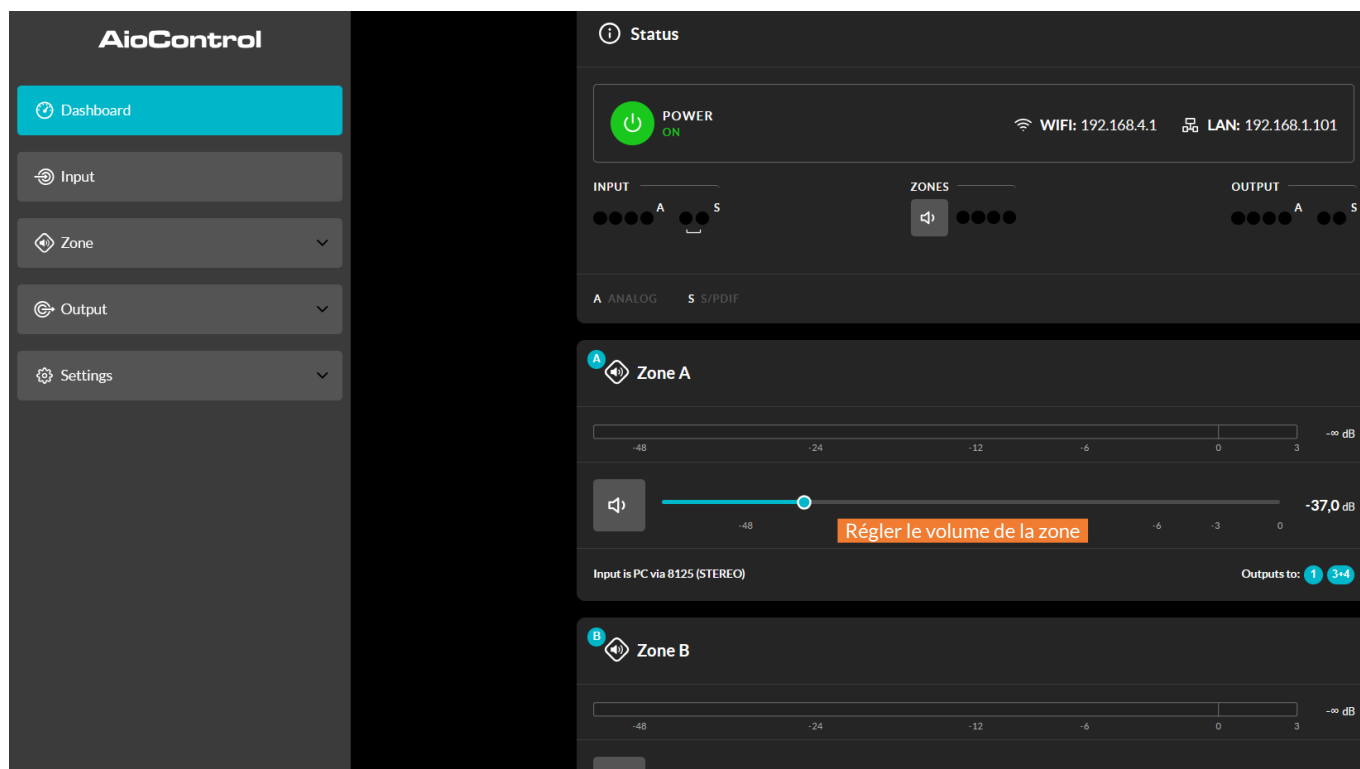 AioControl
Dashboard
Input
Zone
Output
Settings
Status
POWER
ON
WIFI: 192.168.4.1 LAN: 192.168.1.101
INPUT ZONES OUTPUT
A S A S
A ANALOG S S/PDIF
A
Zone A
-∞ dB
-48 -24 -12 -6 0 3
-37,0 dB
-48 -6 -3 0
Régler le volume de la zone
Input is PC via 8125 (STEREO) Outputs to: 1 3+4
B
Zone B
-∞ dB
-48 -24 -12 -6 0 3